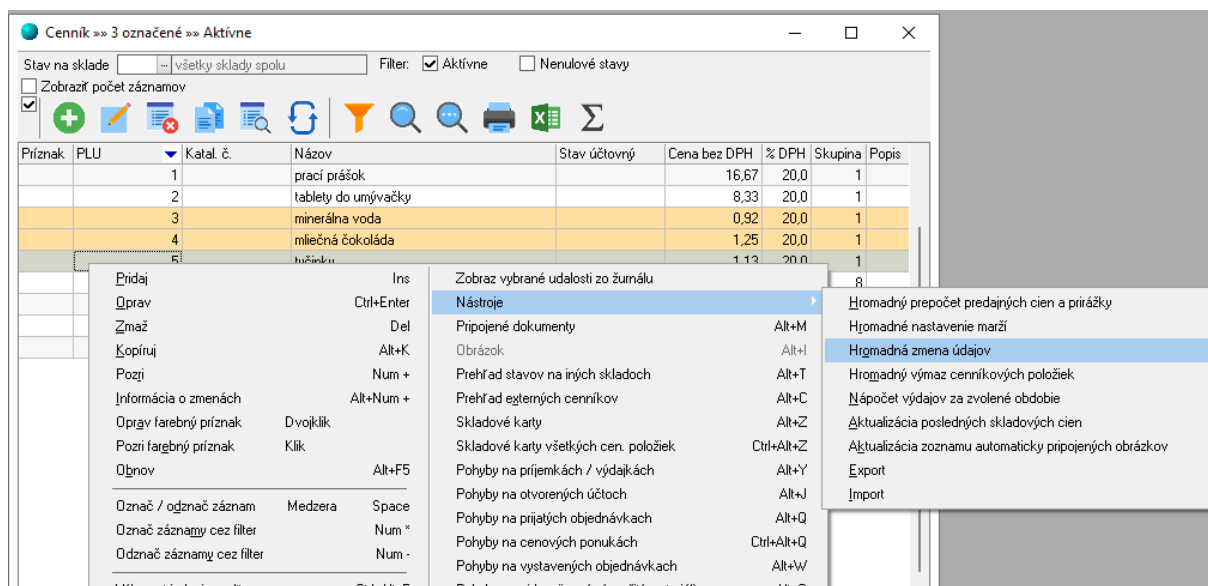 Cenník »» 3 označené »» Aktívne
Stav na sklade ... všetky sklady spolu Filter: Aktívne Nenulové stavy
Zobraziť počet záznamov
Príznak PLU Katal. č. Názov Stav účtovný Cena bez DPH % DPH Skupina Popis
1 prací prášok 16,67 20,0 1
2 tablety do umývačky 8,33 20,0 1
3 minerálna voda 0,92 20,0 1
4 mliečná čokoláda 1,25 20,0 1
5 tyčinky 1,13 20,0 1
8
Pridaj Ins
Oprav Ctrl+Enter
Zmaž Del
Kopíruj Alt+K
Pozri Num +
Informácia o zmenách Alt+Num +
Oprav farebný príznak Dvojklik
Pozri farebný príznak Klik
Obnov Alt+F5
Označ / odznač záznam Medzera Space
Označ záznamy cez filter Num *
Odznač záznamy cez filter Num -
Zobraz vybrané udalosti zo žurnálu
Nástroje
Pripojené dokumenty Alt+M
Obrázok Alt+I
Prehľad stavov na iných skladoch Alt+T
Prehľad externých cenníkov Alt+C
Skladové karty Alt+Z
Skladové karty všetkých cen. položiek Ctrl+Alt+Z
Pohyby na príjemkách / výdajkách Alt+Y
Pohyby na otvorených účtoch Alt+J
Pohyby na prijatých objednávkach Alt+Q
Pohyby na cenových ponukách Ctrl+Alt+Q
Pohyby na vystavených objednávkach Alt+W
Hromadný prepočet predajných cien a prirážky
Hromadné nastavenie marží
Hromadná zmena údajov
Hromadný výmaz cenníkových položiek
Nápočet výdajov za zvolené obdobie
Aktualizácia posledných skladových cien
Aktualizácia zoznamu automaticky pripojených obrázkov
Export
Import